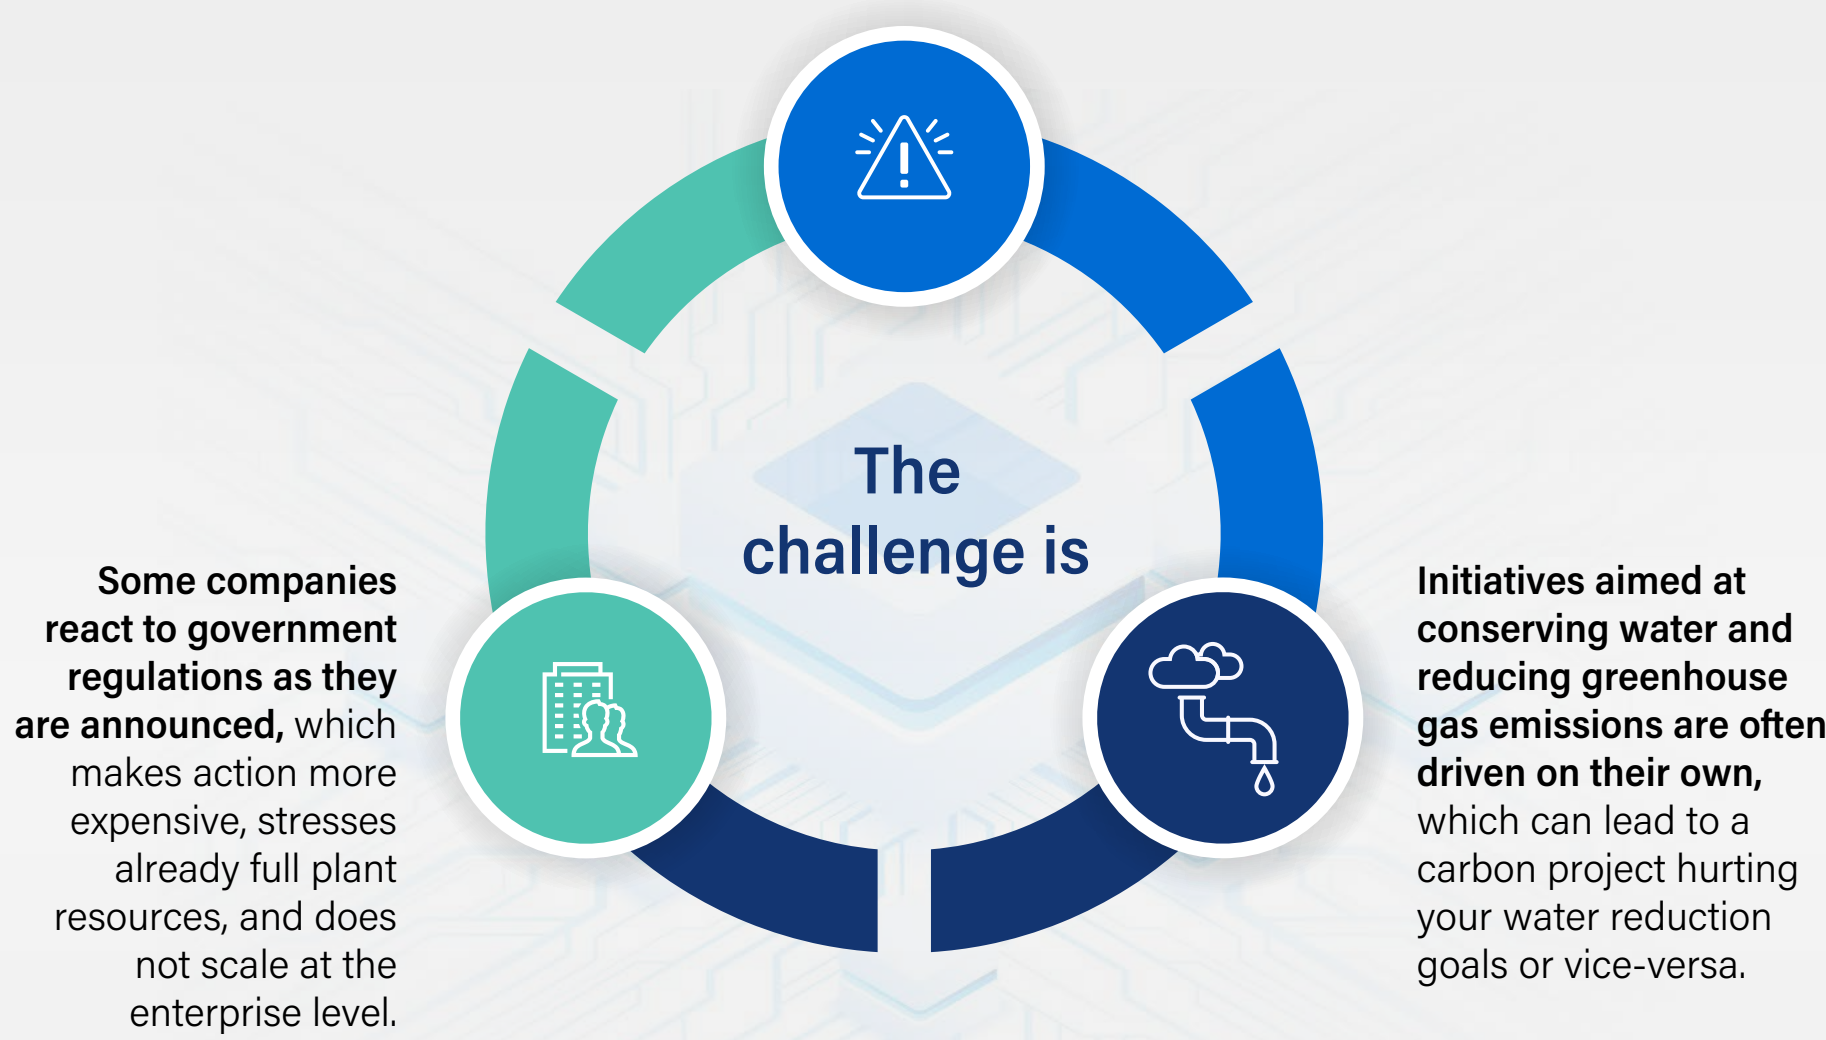 The
challenge is
Some companies
react to government
regulations as they
are announced, which
makes action more
expensive, stresses
already full plant
resources, and does
not scale at the
enterprise level.
Initiatives aimed at
conserving water and
reducing greenhouse
gas emissions are often
driven on their own,
which can lead to a
carbon project hurting
your water reduction
goals or vice-versa.